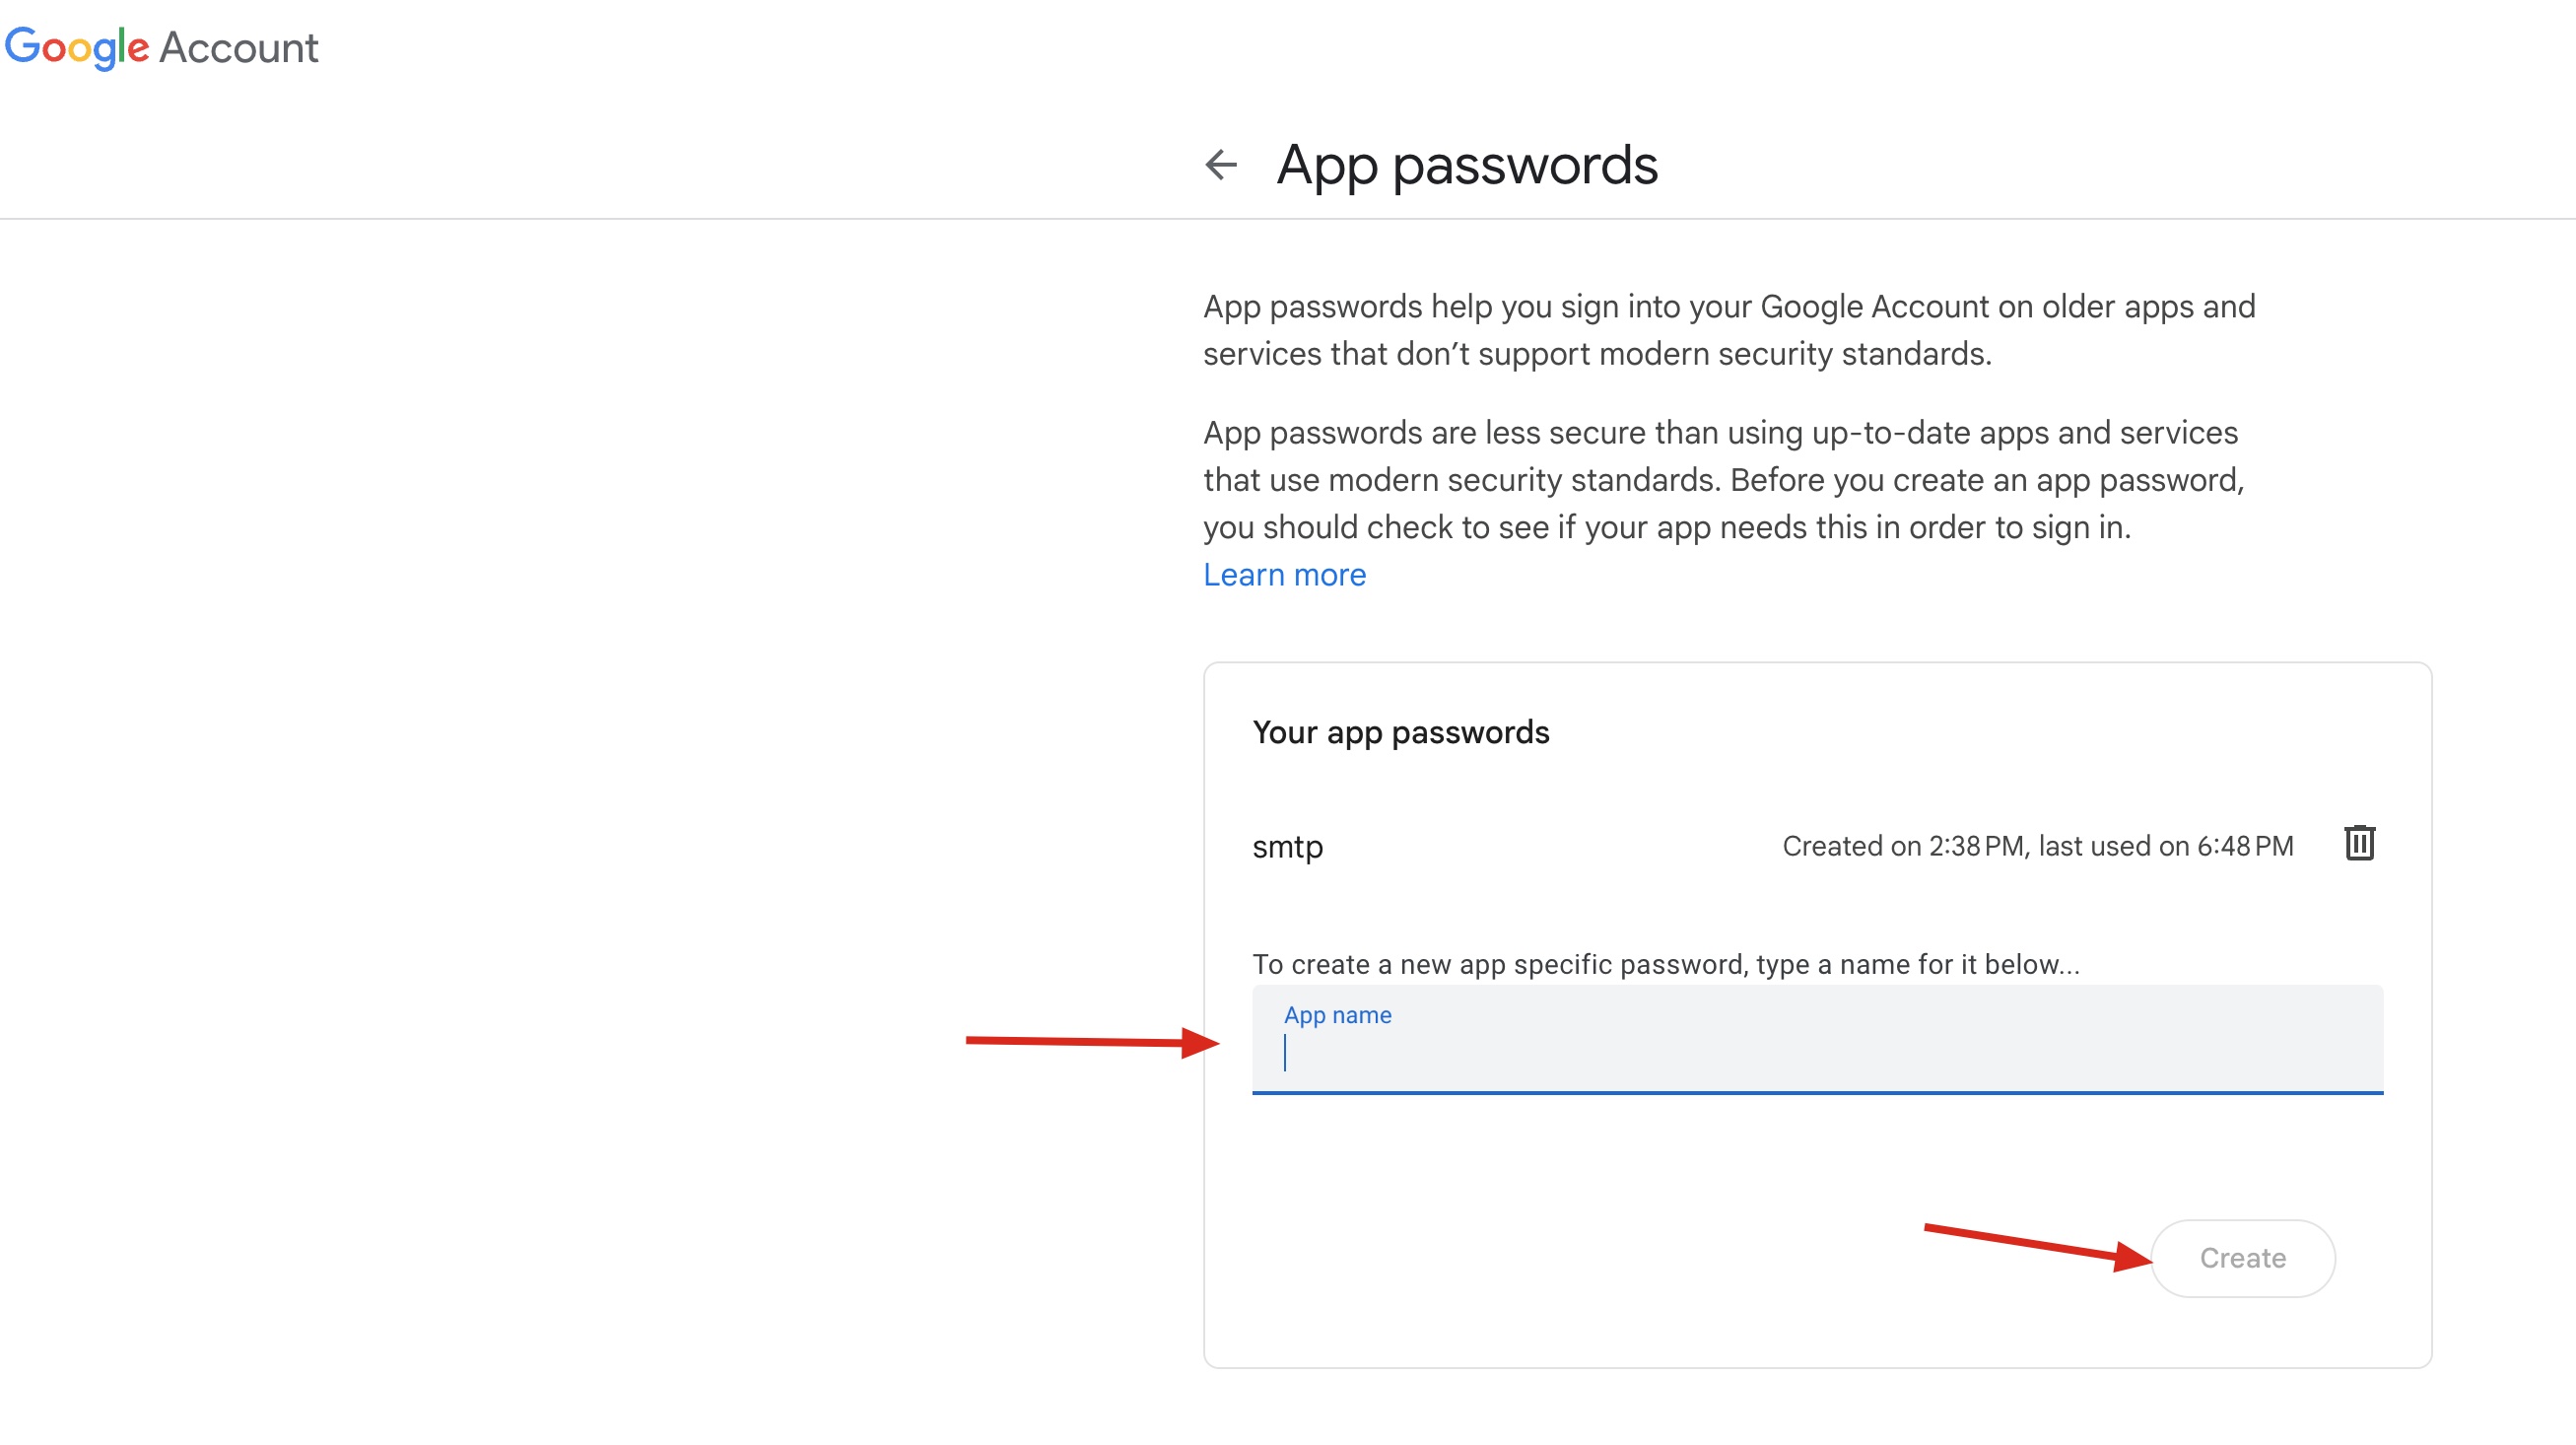 Google Account
App passwords
App passwords help you sign into your Google Account on older apps and
services that don’t support modern security standards.
App passwords are less secure than using up-to-date apps and services
that use modern security standards. Before you create an app password,
you should check to see if your app needs this in order to sign in.
Learn more
Your app passwords
smtp Created on 2:38 PM, last used on 6:48 PM
To create a new app specific password, type a name for it below...
App name
Create